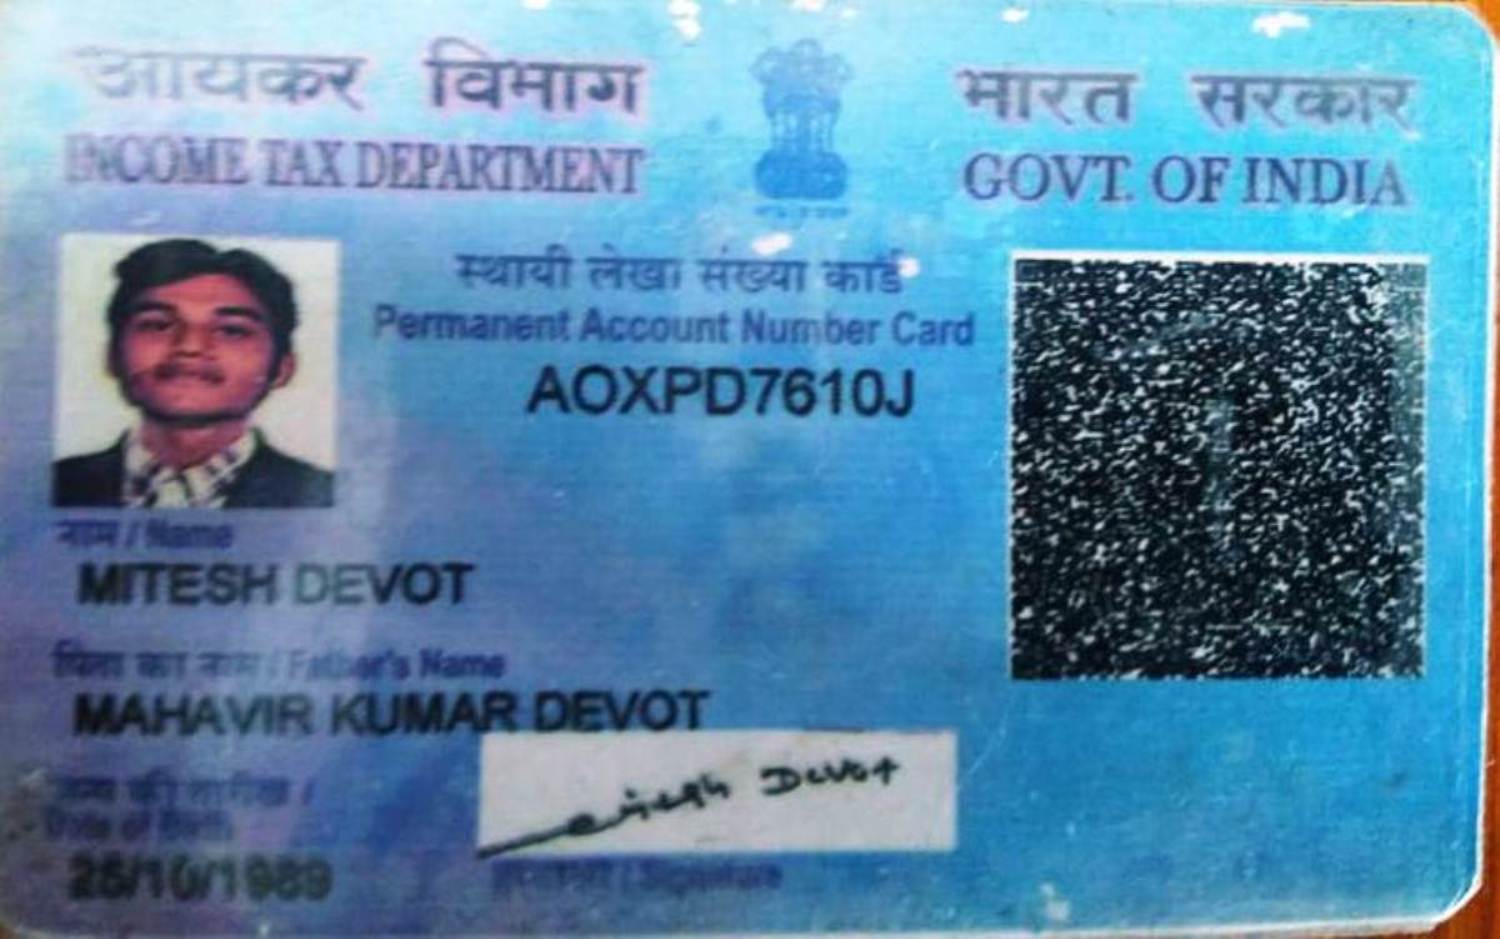 आयकर विभाग
INCOME TAX DEPARTMENT
भारत सरकार
GOVT. OF INDIA
स्थायी लेखा संख्या कार्ड
Permanent Account Number Card
AOXPD7610J
नाम / Name
MITESH DEVOT
पिता का नाम / Father's Name
MAHAVIR KUMAR DEVOT
जन्म की तारीख /
Date of Birth
25/10/1989
Devot
हस्ताक्षर / Signature